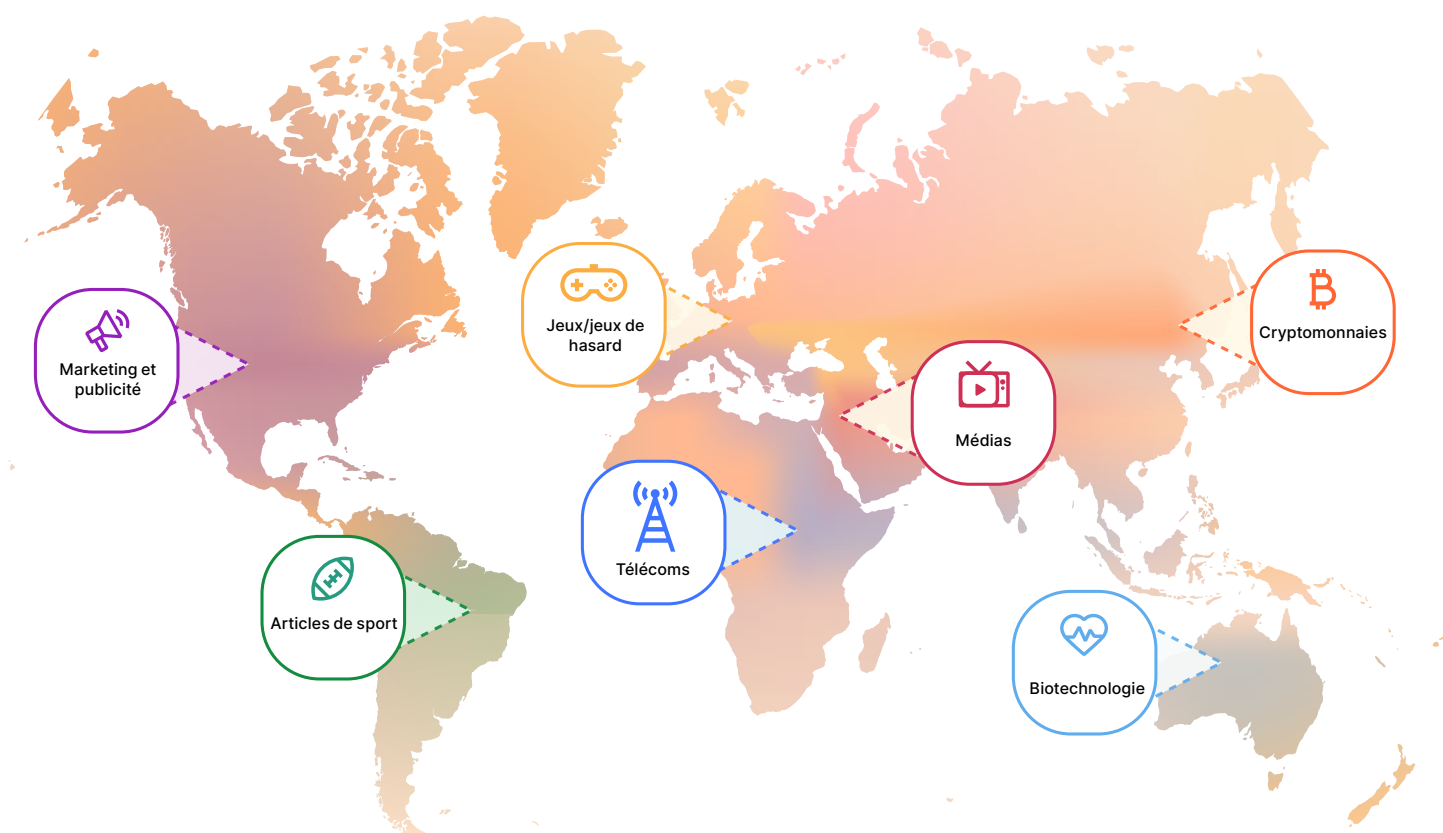 Jeux/jeux de
hasard
Cryptomonnaies
Marketing et
publicité
Médias
Télécoms
Articles de sport
Biotechnologie